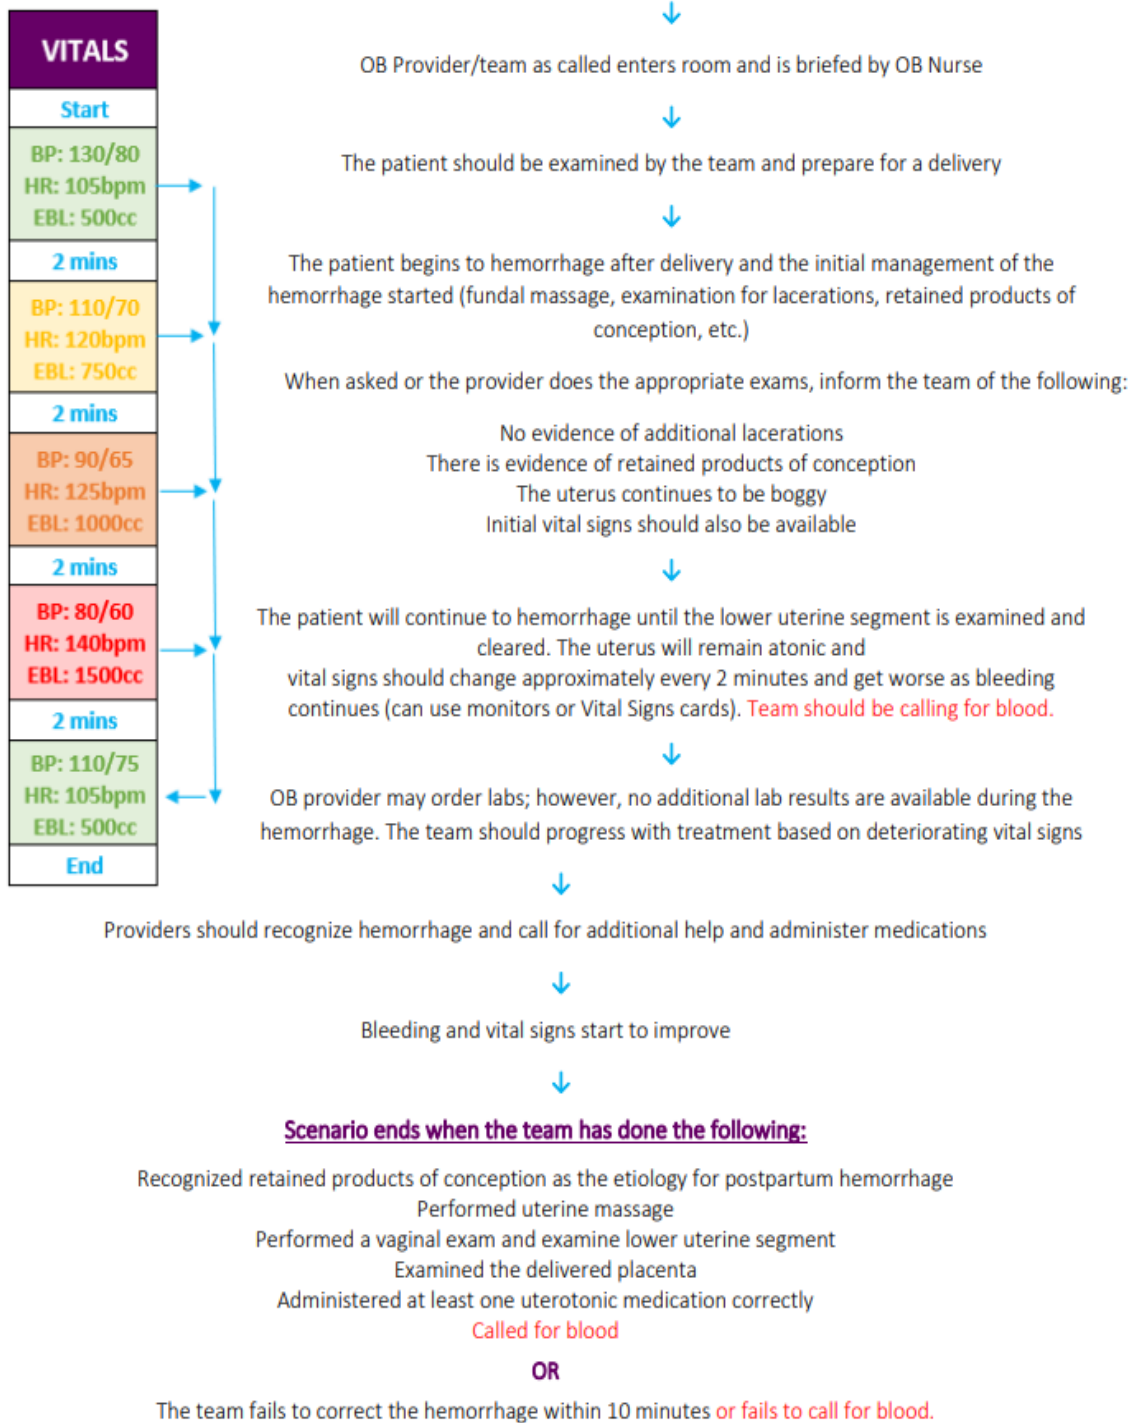 VITALS
Start
BP: 130/80
HR: 105bpm
EBL: 500cc
2 mins
BP: 110/70
HR: 120bpm
EBL: 750cc
2 mins
BP: 90/65
HR: 125bpm
EBL: 1000cc
2 mins
BP: 80/60
HR: 140bpm
EBL: 1500cc
2 mins
BP: 110/75
HR: 105bpm
EBL: 500cc
End
OB Provider/team as called enters room and is briefed by OB Nurse
The patient should be examined by the team and prepare for a delivery
The patient begins to hemorrhage after delivery and the initial management of the
hemorrhage started (fundal massage, examination for lacerations, retained products of
conception, etc.)
When asked or the provider does the appropriate exams, inform the team of the following:
No evidence of additional lacerations
There is evidence of retained products of conception
The uterus continues to be boggy
Initial vital signs should also be available
The patient will continue to hemorrhage until the lower uterine segment is examined and
cleared. The uterus will remain atonic and
vital signs should change approximately every 2 minutes and get worse as bleeding
continues (can use monitors or Vital Signs cards). Team should be calling for blood.
OB provider may order labs; however, no additional lab results are available during the
hemorrhage. The team should progress with treatment based on deteriorating vital signs
Providers should recognize hemorrhage and call for additional help and administer medications
Bleeding and vital signs start to improve
Scenario ends when the team has done the following:
Recognized retained products of conception as the etiology for postpartum hemorrhage
Performed uterine massage
Performed a vaginal exam and examine lower uterine segment
Examined the delivered placenta
Administered at least one uterotonic medication correctly
Called for blood
OR
The team fails to correct the hemorrhage within 10 minutes or fails to call for blood.